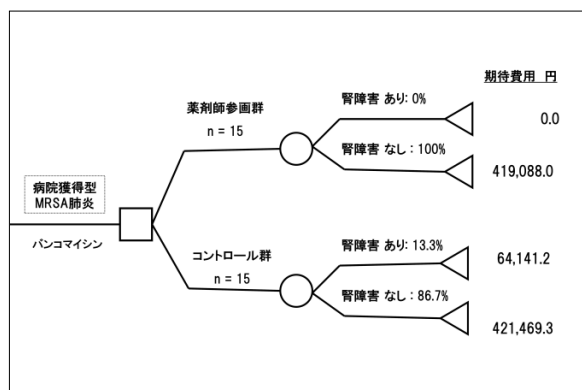 期待費用 円
薬剤師参画群
n = 15
腎障害 あり: 0%
0.0
腎障害 なし : 100%
419,088.0
病院獲得型
MRSA肺炎
バンコマイシン
コントロール群
n = 15
腎障害 あり: 13.3%
64,141.2
腎障害 なし : 86.7%
421,469.3